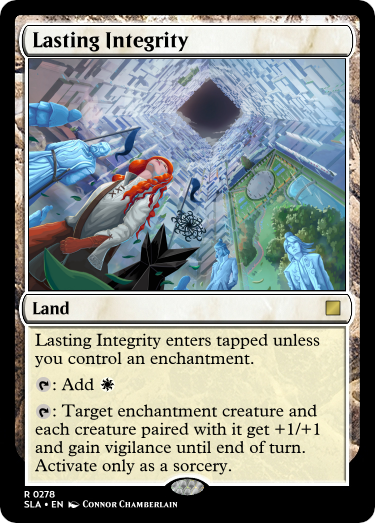 Lasting Integrity
Land
Lasting Integrity enters tapped unless
you control an enchantment.
: Add
: Target enchantment creature and
each creature paired with it get +1/+1
and gain vigilance until end of turn.
Activate only as a sorcery.
R 0278
SLA • EN Connor Chamberlain